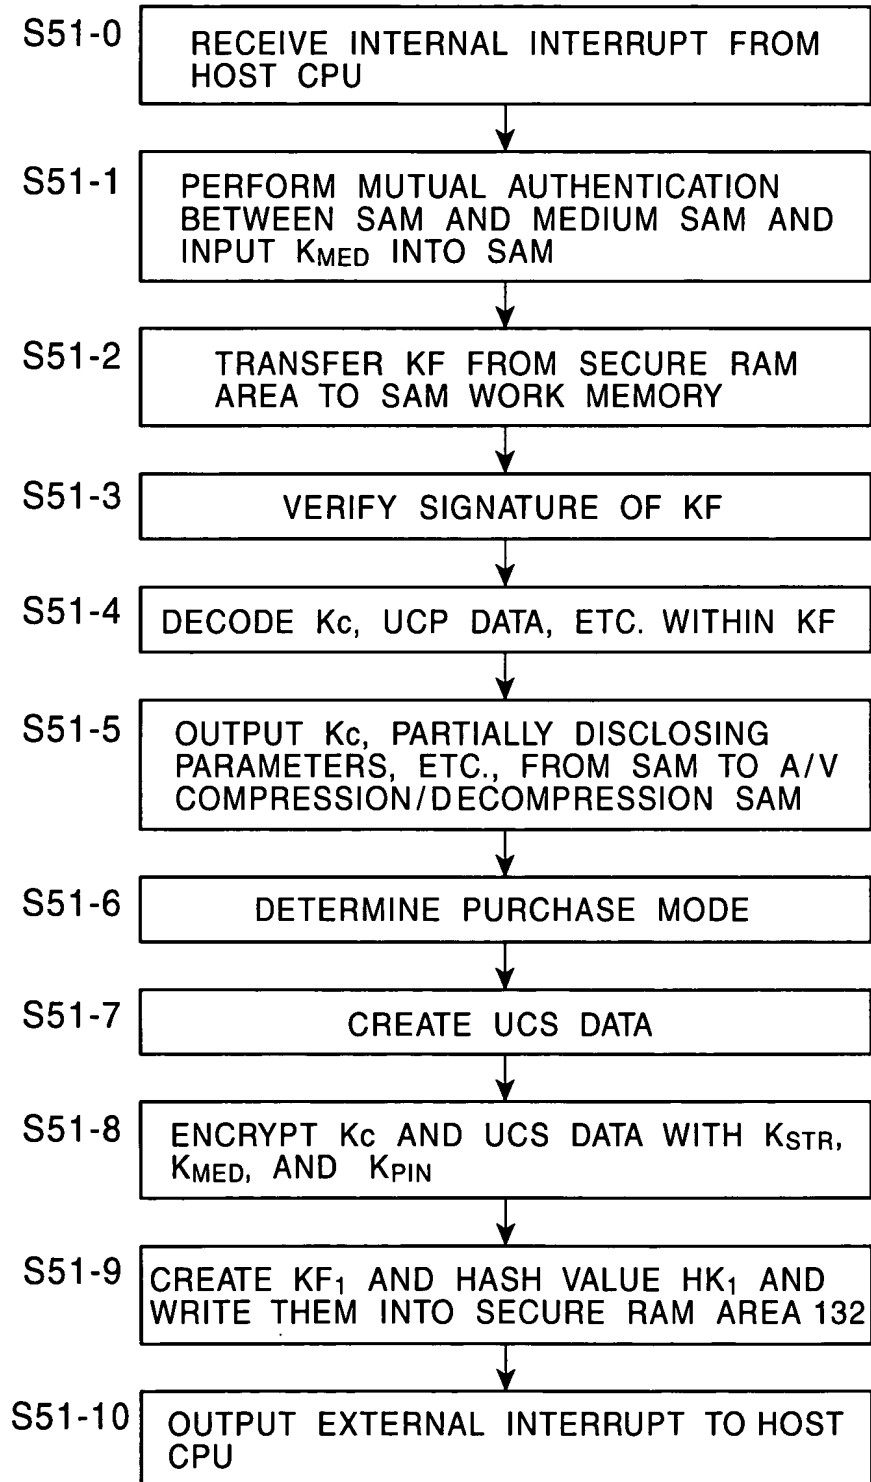 S51-0
RECEIVE INTERNAL INTERRUPT FROM
HOST CPU
S51-1
PERFORM MUTUAL AUTHENTICATION
BETWEEN SAM AND MEDIUM SAM AND
INPUT KMED INTO SAM
S51-2
TRANSFER KF FROM SECURE RAM
AREA TO SAM WORK MEMORY
S51-3
VERIFY SIGNATURE OF KF
S51-4
DECODE Kc, UCP DATA, ETC. WITHIN KF
S51-5
OUTPUT Kc, PARTIALLY DISCLOSING
PARAMETERS, ETC., FROM SAM TO A/V
COMPRESSION/DECOMPRESSION SAM
S51-6
DETERMINE PURCHASE MODE
S51-7
CREATE UCS DATA
S51-8
ENCRYPT Kc AND UCS DATA WITH KSTR,
KMED, AND KPIN
S51-9
CREATE KF1 AND HASH VALUE HK1 AND
WRITE THEM INTO SECURE RAM AREA 132
S51-10
OUTPUT EXTERNAL INTERRUPT TO HOST
CPU